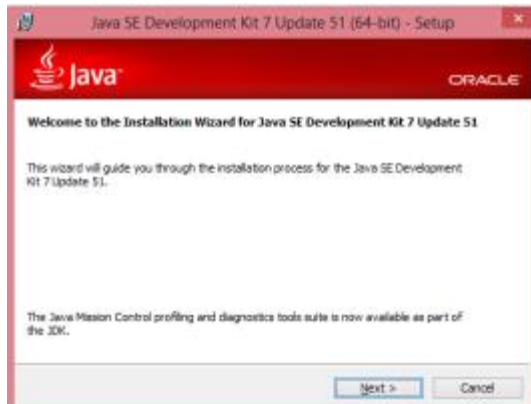 Java SE Development Kit 7 Update 51 (64-bit) - Setup
Java
ORACLE
Welcome to the Installation Wizard for Java SE Development Kit 7 Update 51
This wizard will guide you through the installation process for the Java SE Development
Kit 7 Update 51.
The Java Mission Control profiling and diagnostics tools suite is now available as part of
the JDK.
Next >
Cancel